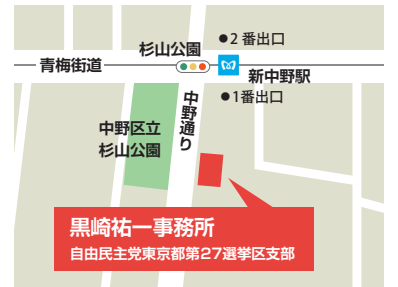 ●2番出口
杉山公園
青梅街道
新中野駅
●1番出口
中野通り
中野区立
杉山公園
黒崎祐一事務所
自由民主党東京都第27選挙区支部